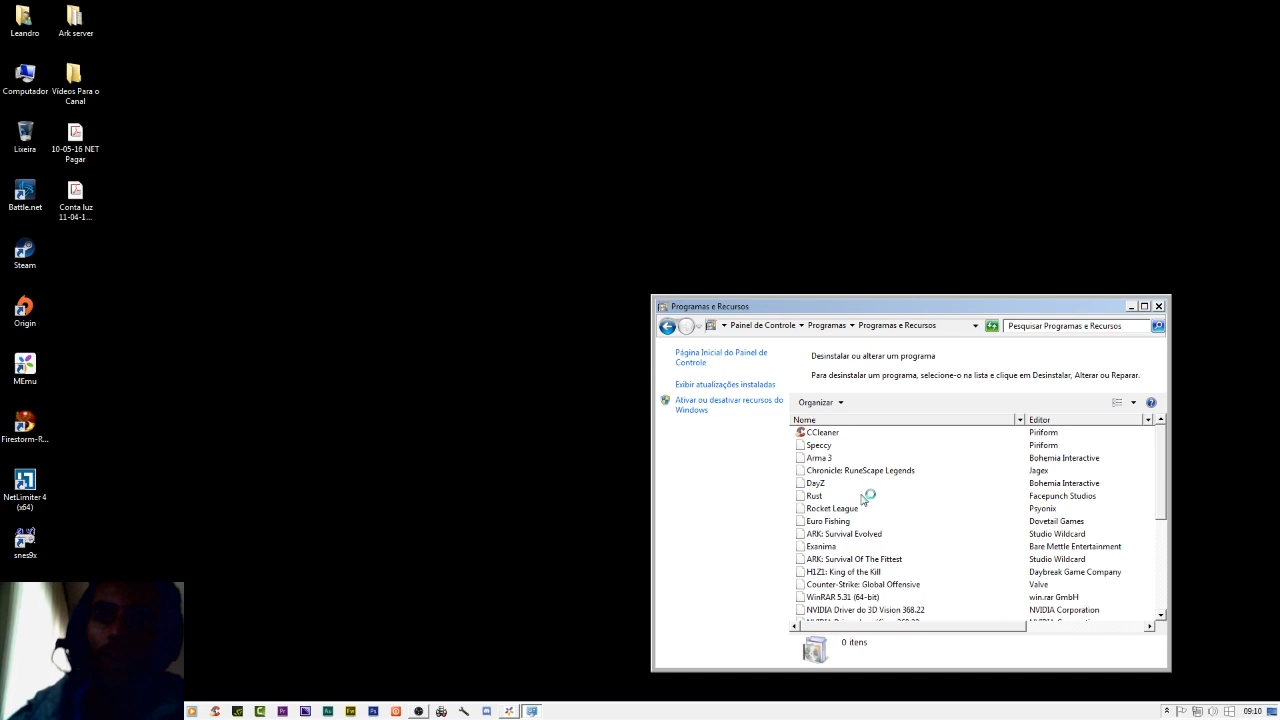 Leandro
Ark server
Computador
Vídeos Para o
Canal
Lixeira
10-05-16 NET
Pagar
Battle.net
Conta luz
11-04-1...
Steam
Origin
MEmu
Firestorm-R...
NetLimiter 4
(x64)
snes9x
Programas e Recursos
Painel de Controle
Programas
Programas e Recursos
Pesquisar Programas e Recursos
Página Inicial do Painel de
Controle
Exibir atualizações instaladas
Ativar ou desativar recursos do
Windows
Desinstalar ou alterar um programa
Para desinstalar um programa, selecione-o na lista e clique em Desinstalar, Alterar ou Reparar.
Organizar
Nome Editor
CCleaner Piriform
Speccy Piriform
Arma 3 Bohemia Interactive
Chronicle: RuneScape Legends Jagex
DayZ Bohemia Interactive
Rust Facepunch Studios
Rocket League Psyonix
Euro Fishing Dovetail Games
ARK: Survival Evolved Studio Wildcard
Exanima Bare Mettle Entertainment
ARK: Survival Of The Fittest Studio Wildcard
H1Z1: King of the Kill Daybreak Game Company
Counter-Strike: Global Offensive Valve
WinRAR 5.31 (64-bit) win.rar GmbH
NVIDIA Driver do 3D Vision 368.22 NVIDIA Corporation
0 itens
Pr
Ru
Fw
Ps
09:10